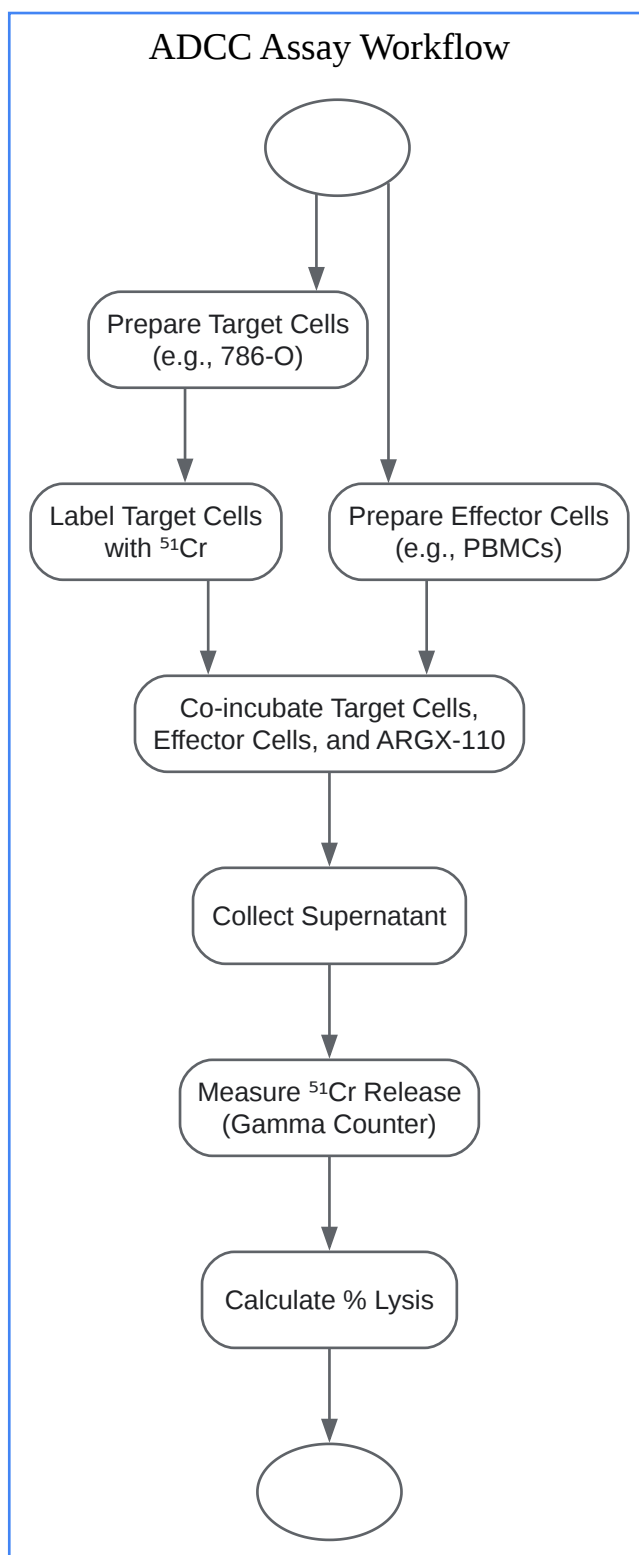 ADCC Assay Workflow
Prepare Target Cells
(e.g., 786-O)
Label Target Cells
with ⁵¹Cr
Prepare Effector Cells
(e.g., PBMCs)
Co-incubate Target Cells,
Effector Cells, and ARGX-110
Collect Supernatant
Measure ⁵¹Cr Release
(Gamma Counter)
Calculate % Lysis